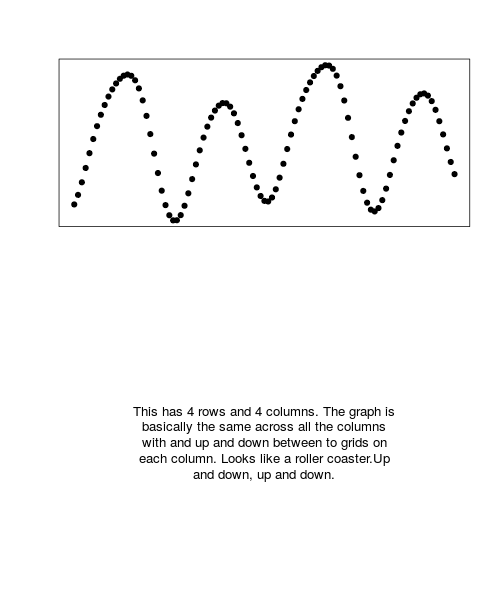 This has 4 rows and 4 columns. The graph is
basically the same across all the columns
with and up and down between to grids on
each column. Looks like a roller coaster.Up
and down, up and down.